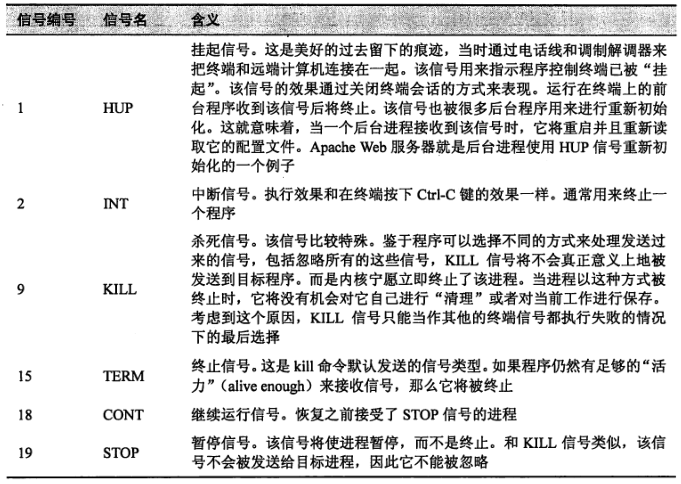 信号编号 信号名 含义
挂起信号。这是美好的过去留下的痕迹，当时通过电话线和调制解调器来
把终端和远端计算机连接在一起。该信号用来指示程序控制终端已被“挂
起”。该信号的效果通过关闭终端会话的方式来表现。运行在终端上的前
1 HUP 台程序收到该信号后将终止。该信号也被很多后台程序用来进行重新初始
化。这就意味着，当一个后台进程接收到该信号时，它将重启并且重新读
取它的配置文件。Apache Web 服务器就是后台进程使用 HUP 信号重新初
始化的一个例子
2 INT 中断信号。执行效果和在终端按下 Ctrl-C 键的效果一样。通常用来终止一
个程序
杀死信号。该信号比较特殊。鉴于程序可以选择不同的方式来处理发送过
来的信号，包括忽略所有的这些信号，KILL 信号将不会真正意义上地被
9 KILL 发送到目标程序。而是内核宁愿立即终止了该进程。当进程以这种方式被
终止时，它将没有机会对它自己进行“清理”或者对当前工作进行保存。
考虑到这个原因，KILL 信号只能当作其他的终端信号都执行失败的情况
下的最后选择
15 TERM 终止信号。这是 kill 命令默认发送的信号类型。如果程序仍然有足够的“活
力”（alive enough）来接收信号，那么它将被终止
18 CONT 继续运行信号。恢复之前接受了 STOP 信号的进程
19 STOP 暂停信号。该信号将使进程暂停，而不是终止。和 KILL 信号类似，该信
号不会被发送给目标进程，因此它不能被忽略